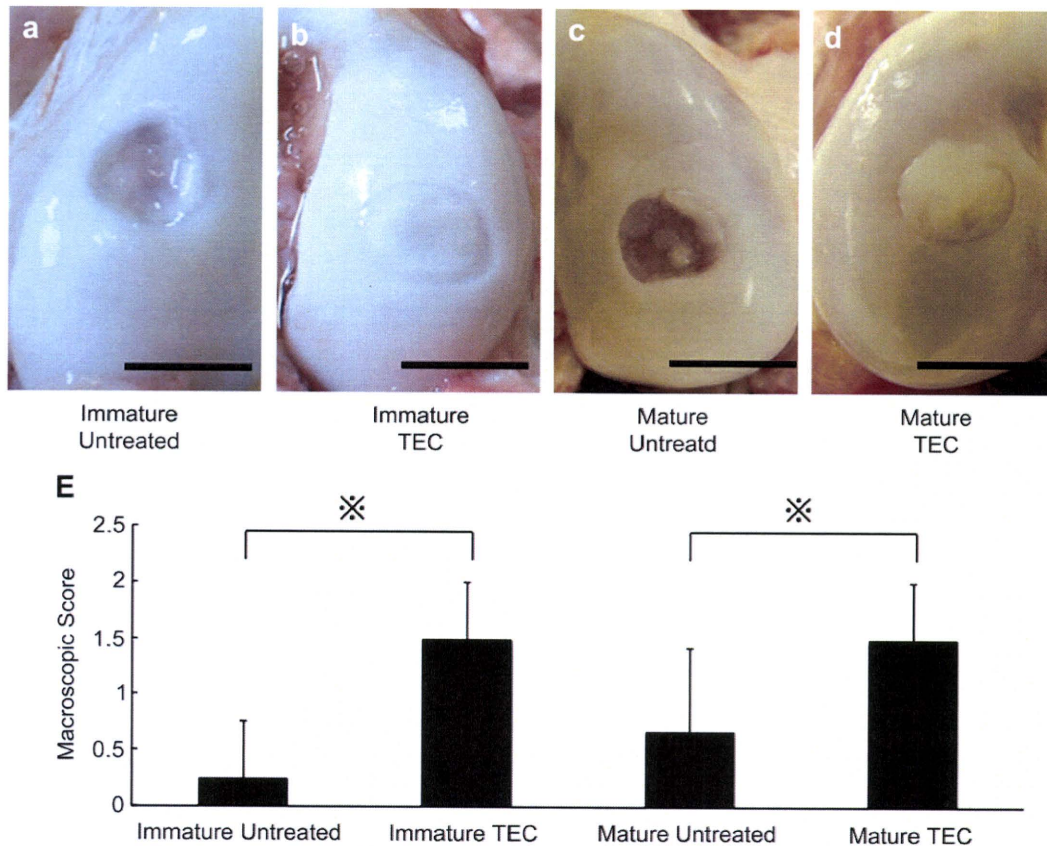 a
b
c
d
Immature
Untreated
Immature
TEC
Mature
Untreatd
Mature
TEC
E
※
※
Macroscopic Score
2.5
2
1.5
1
0.5
0
Immature Untreated
Immature TEC
Mature Untreated
Mature TEC